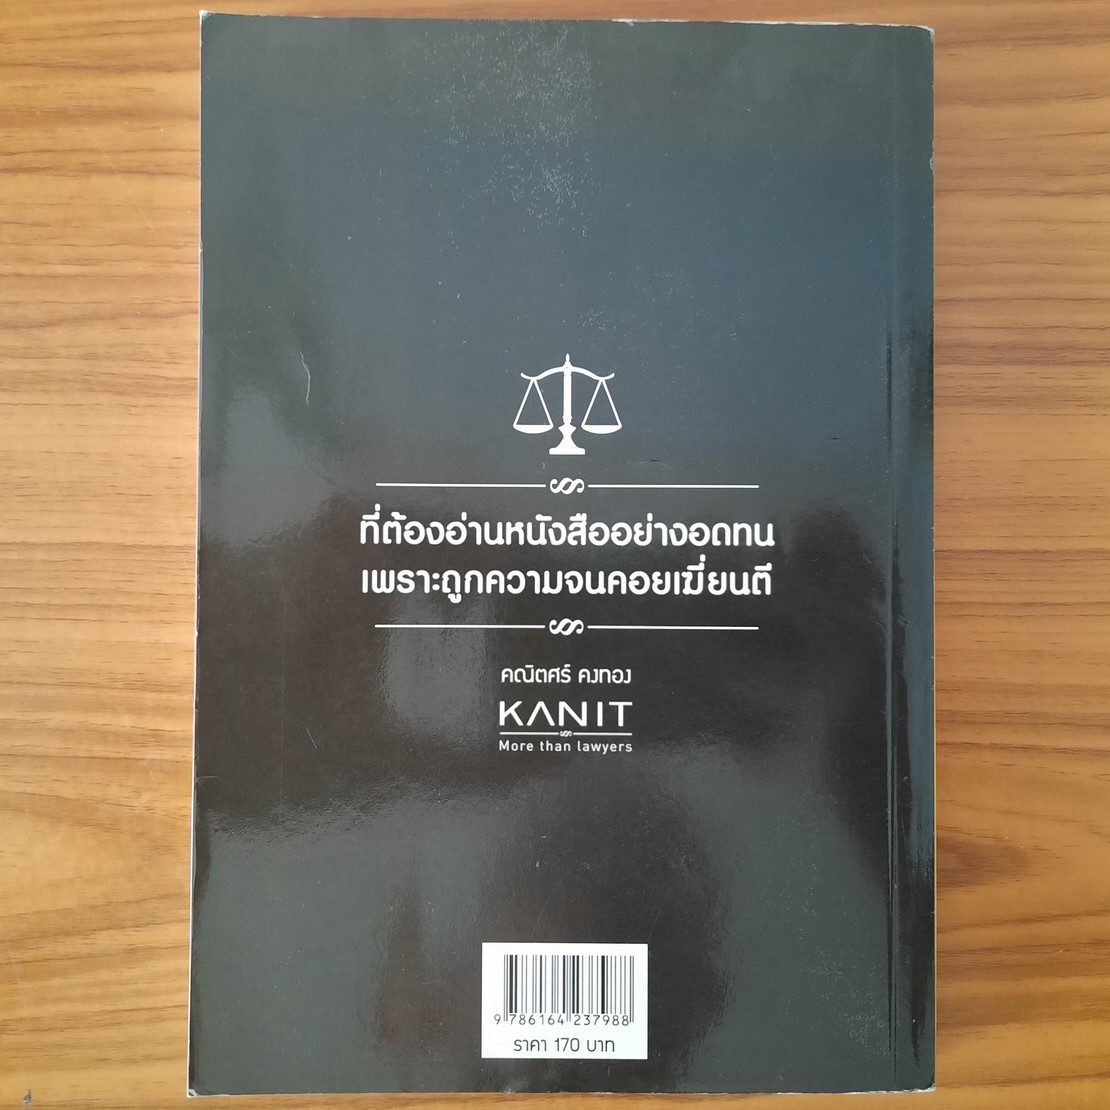 ที่ต้องอ่านหนังสืออย่างอดทน
เพราะถูกความจนคอยเฆี่ยนตี
คณิตศร์ คงทอง
KANIT
More than lawyers
9 786164 237988
ราคา 170 บาท